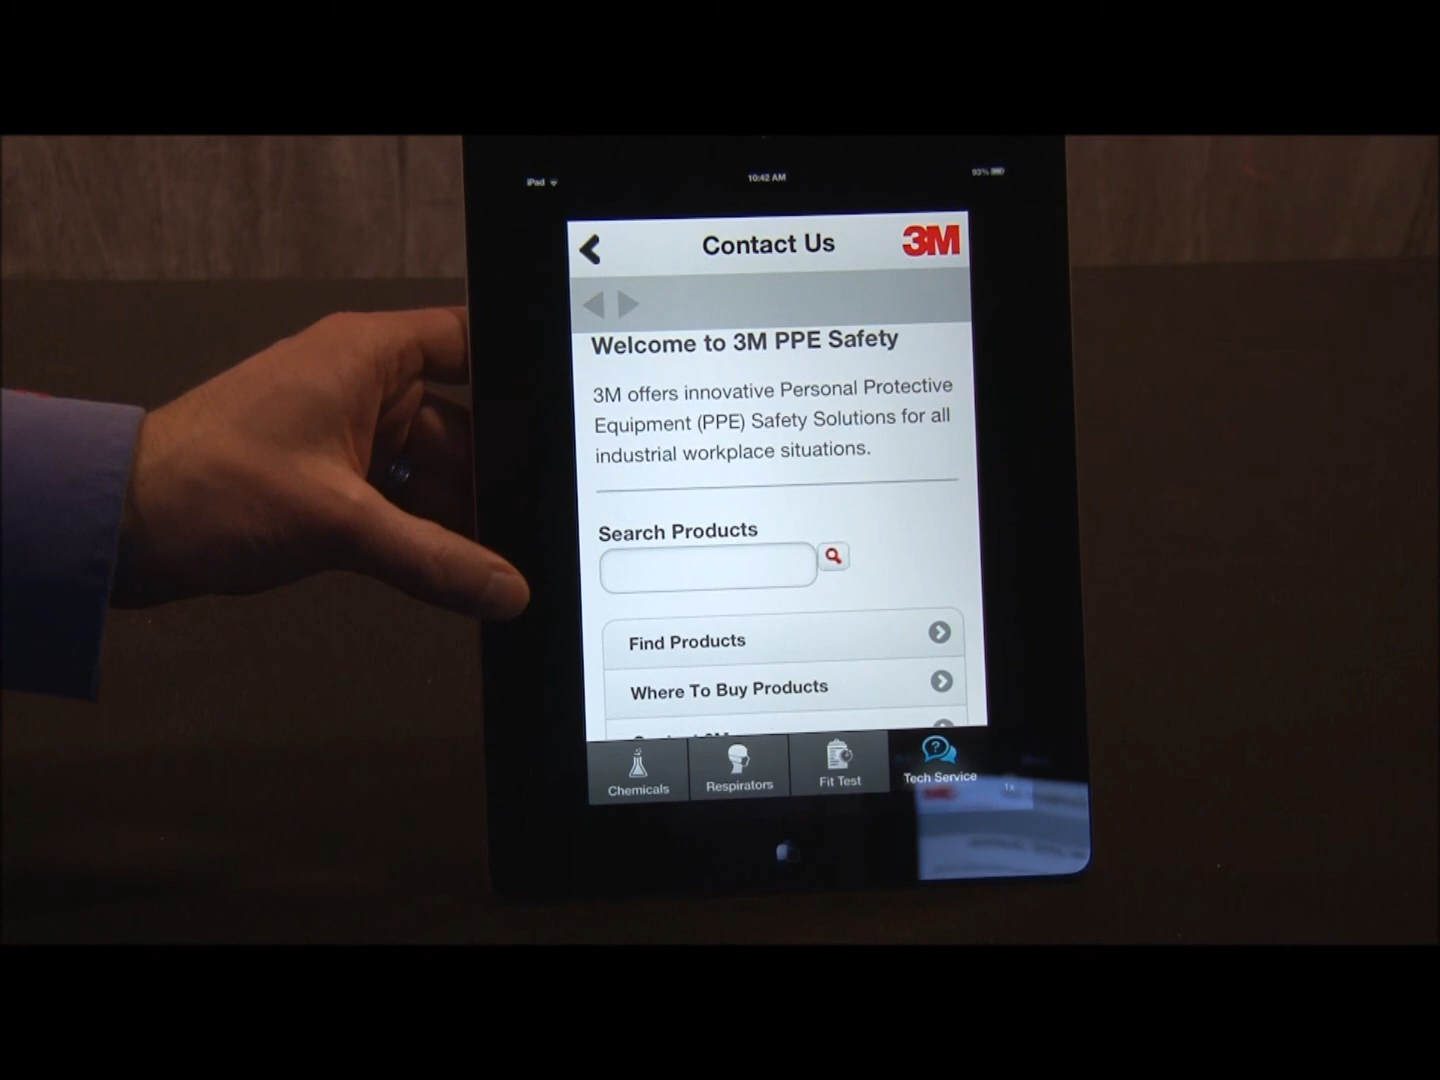 iPad
10:42 AM
93%
Contact Us
3M
Welcome to 3M PPE Safety
3M offers innovative Personal Protective
Equipment (PPE) Safety Solutions for all
industrial workplace situations.
Search Products
Find Products
Where To Buy Products
Chemicals
Respirators
Fit Test
Tech Service
1x